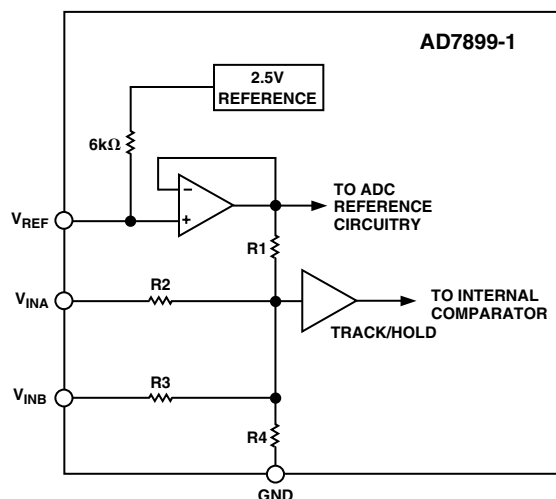 AD7899-1
2.5V
REFERENCE
6kΩ
–
+
VREF
TO ADC
REFERENCE
CIRCUITRY
R1
VINA
R2
TRACK/HOLD
TO INTERNAL
COMPARATOR
VINB
R3
R4
GND